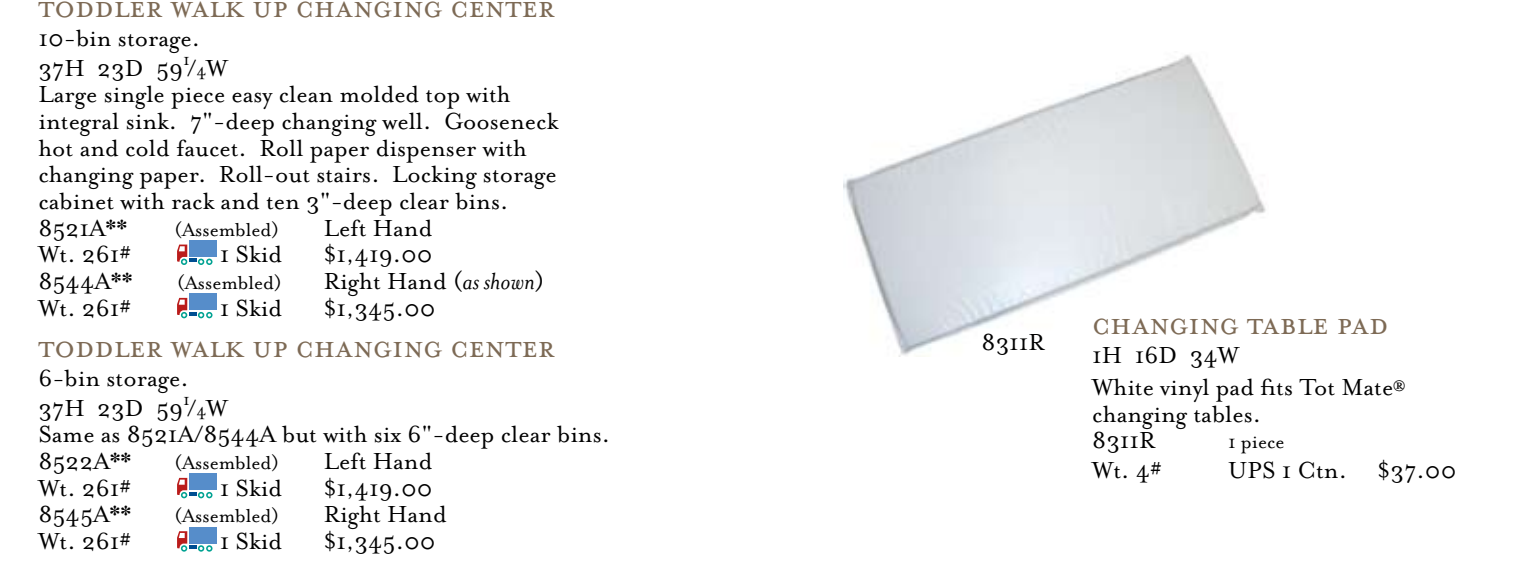 TODDLER WALK UP CHANGING CENTER
10-bin storage.
37H 23D 59¹/₄W
Large single piece easy clean molded top with
integral sink. 7"-deep changing well. Gooseneck
hot and cold faucet. Roll paper dispenser with
changing paper. Roll-out stairs. Locking storage
cabinet with rack and ten 3"-deep clear bins.
8521A** (Assembled) Left Hand
Wt. 261# 1 Skid $1,419.00
8544A** (Assembled) Right Hand (as shown)
Wt. 261# 1 Skid $1,345.00
TODDLER WALK UP CHANGING CENTER
6-bin storage.
37H 23D 59¹/₄W
Same as 8521A/8544A but with six 6"-deep clear bins.
8522A** (Assembled) Left Hand
Wt. 261# 1 Skid $1,419.00
8545A** (Assembled) Right Hand
Wt. 261# 1 Skid $1,345.00
8311R
CHANGING TABLE PAD
1H 16D 34W
White vinyl pad fits Tot Mate®
changing tables.
8311R 1 piece
Wt. 4# UPS 1 Ctn. $37.00